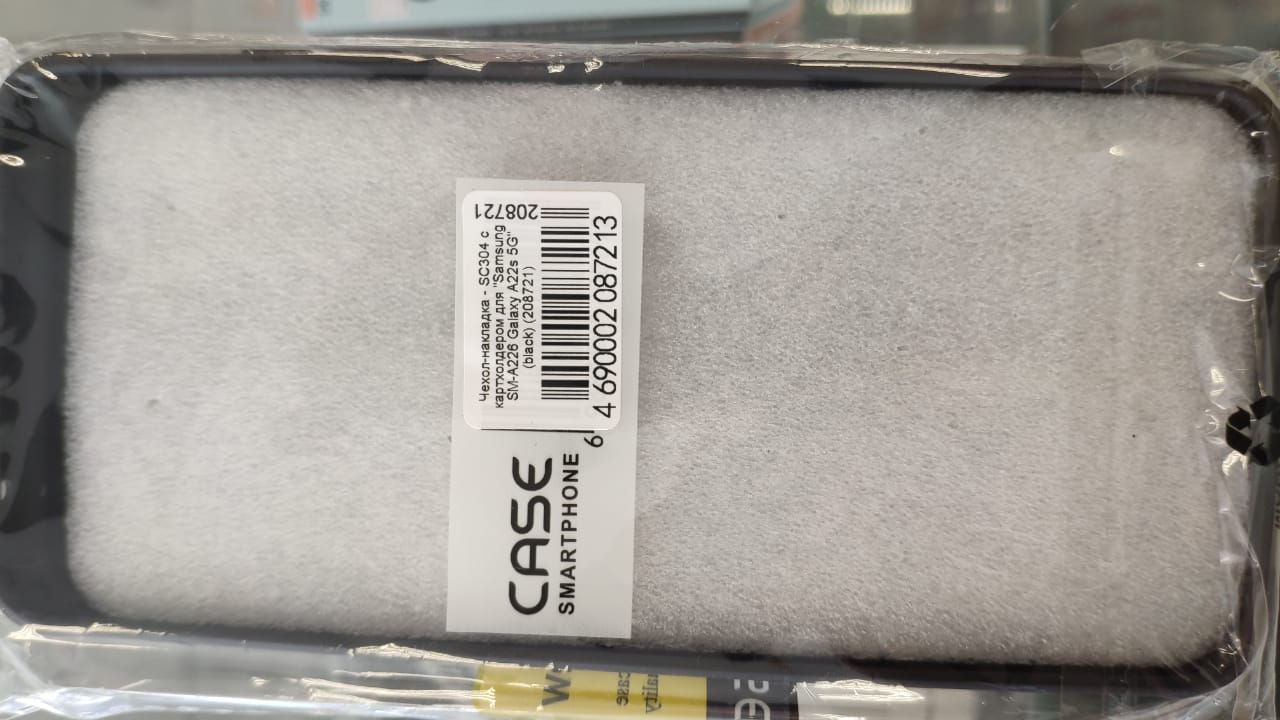 Чехол-накладка - SC304 с
картхолдером для "Samsung
SM-A226 Galaxy A22s 5G"
(black) (208721)
208721
4 690002 087213
6
CASE
SMARTPHONE